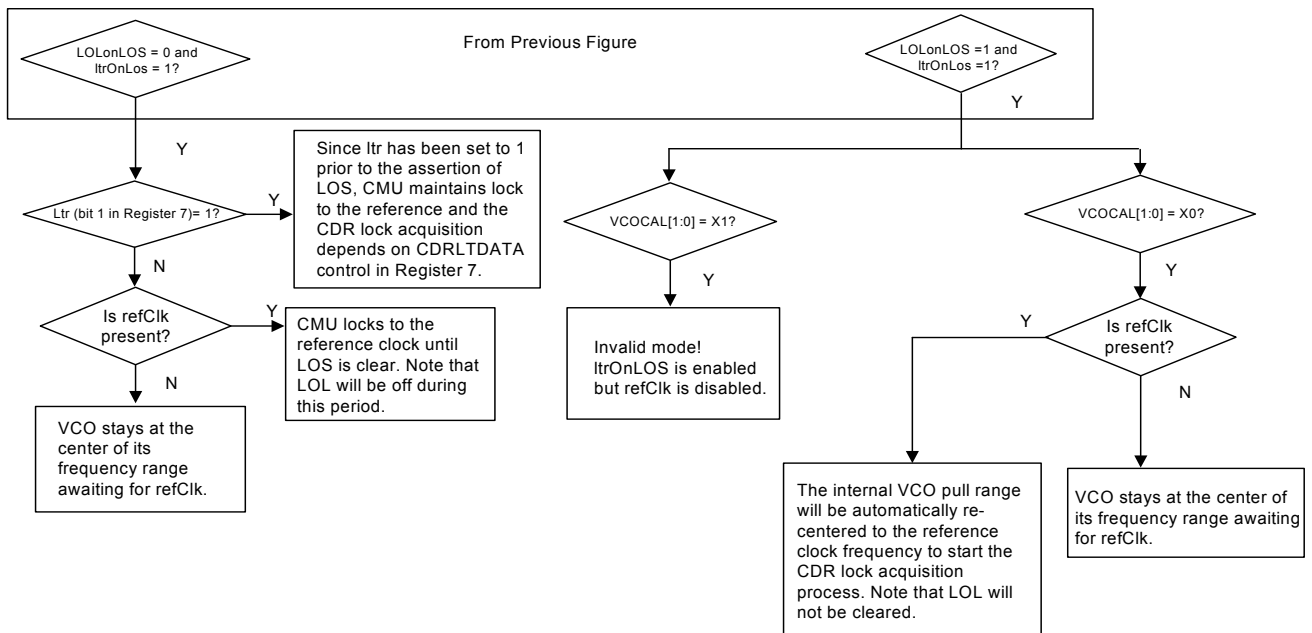 From Previous Figure
LOLonLOS = 0 and
ltrOnLos = 1?
LOLonLOS =1 and
ltrOnLos =1?
Y
Y
Ltr (bit 1 in Register 7)= 1?
Y
Since ltr has been set to 1
prior to the assertion of
LOS, CMU maintains lock
to the reference and the
CDR lock acquisition
depends on CDRLTDATA
control in Register 7.
N
Is refClk
present?
Y
CMU locks to the
reference clock until
LOS is clear. Note that
LOL will be off during
this period.
N
VCO stays at the
center of its
frequency range
awaiting for refClk.
VCOCAL[1:0] = X1?
Y
Invalid mode!
ltrOnLOS is enabled
but refClk is disabled.
VCOCAL[1:0] = X0?
Y
Is refClk
present?
Y
N
The internal VCO pull range
will be automatically re-
centered to the reference
clock frequency to start the
CDR lock acquisition
process. Note that LOL will
not be cleared.
VCO stays at the center of
its frequency range awaiting
for refClk.